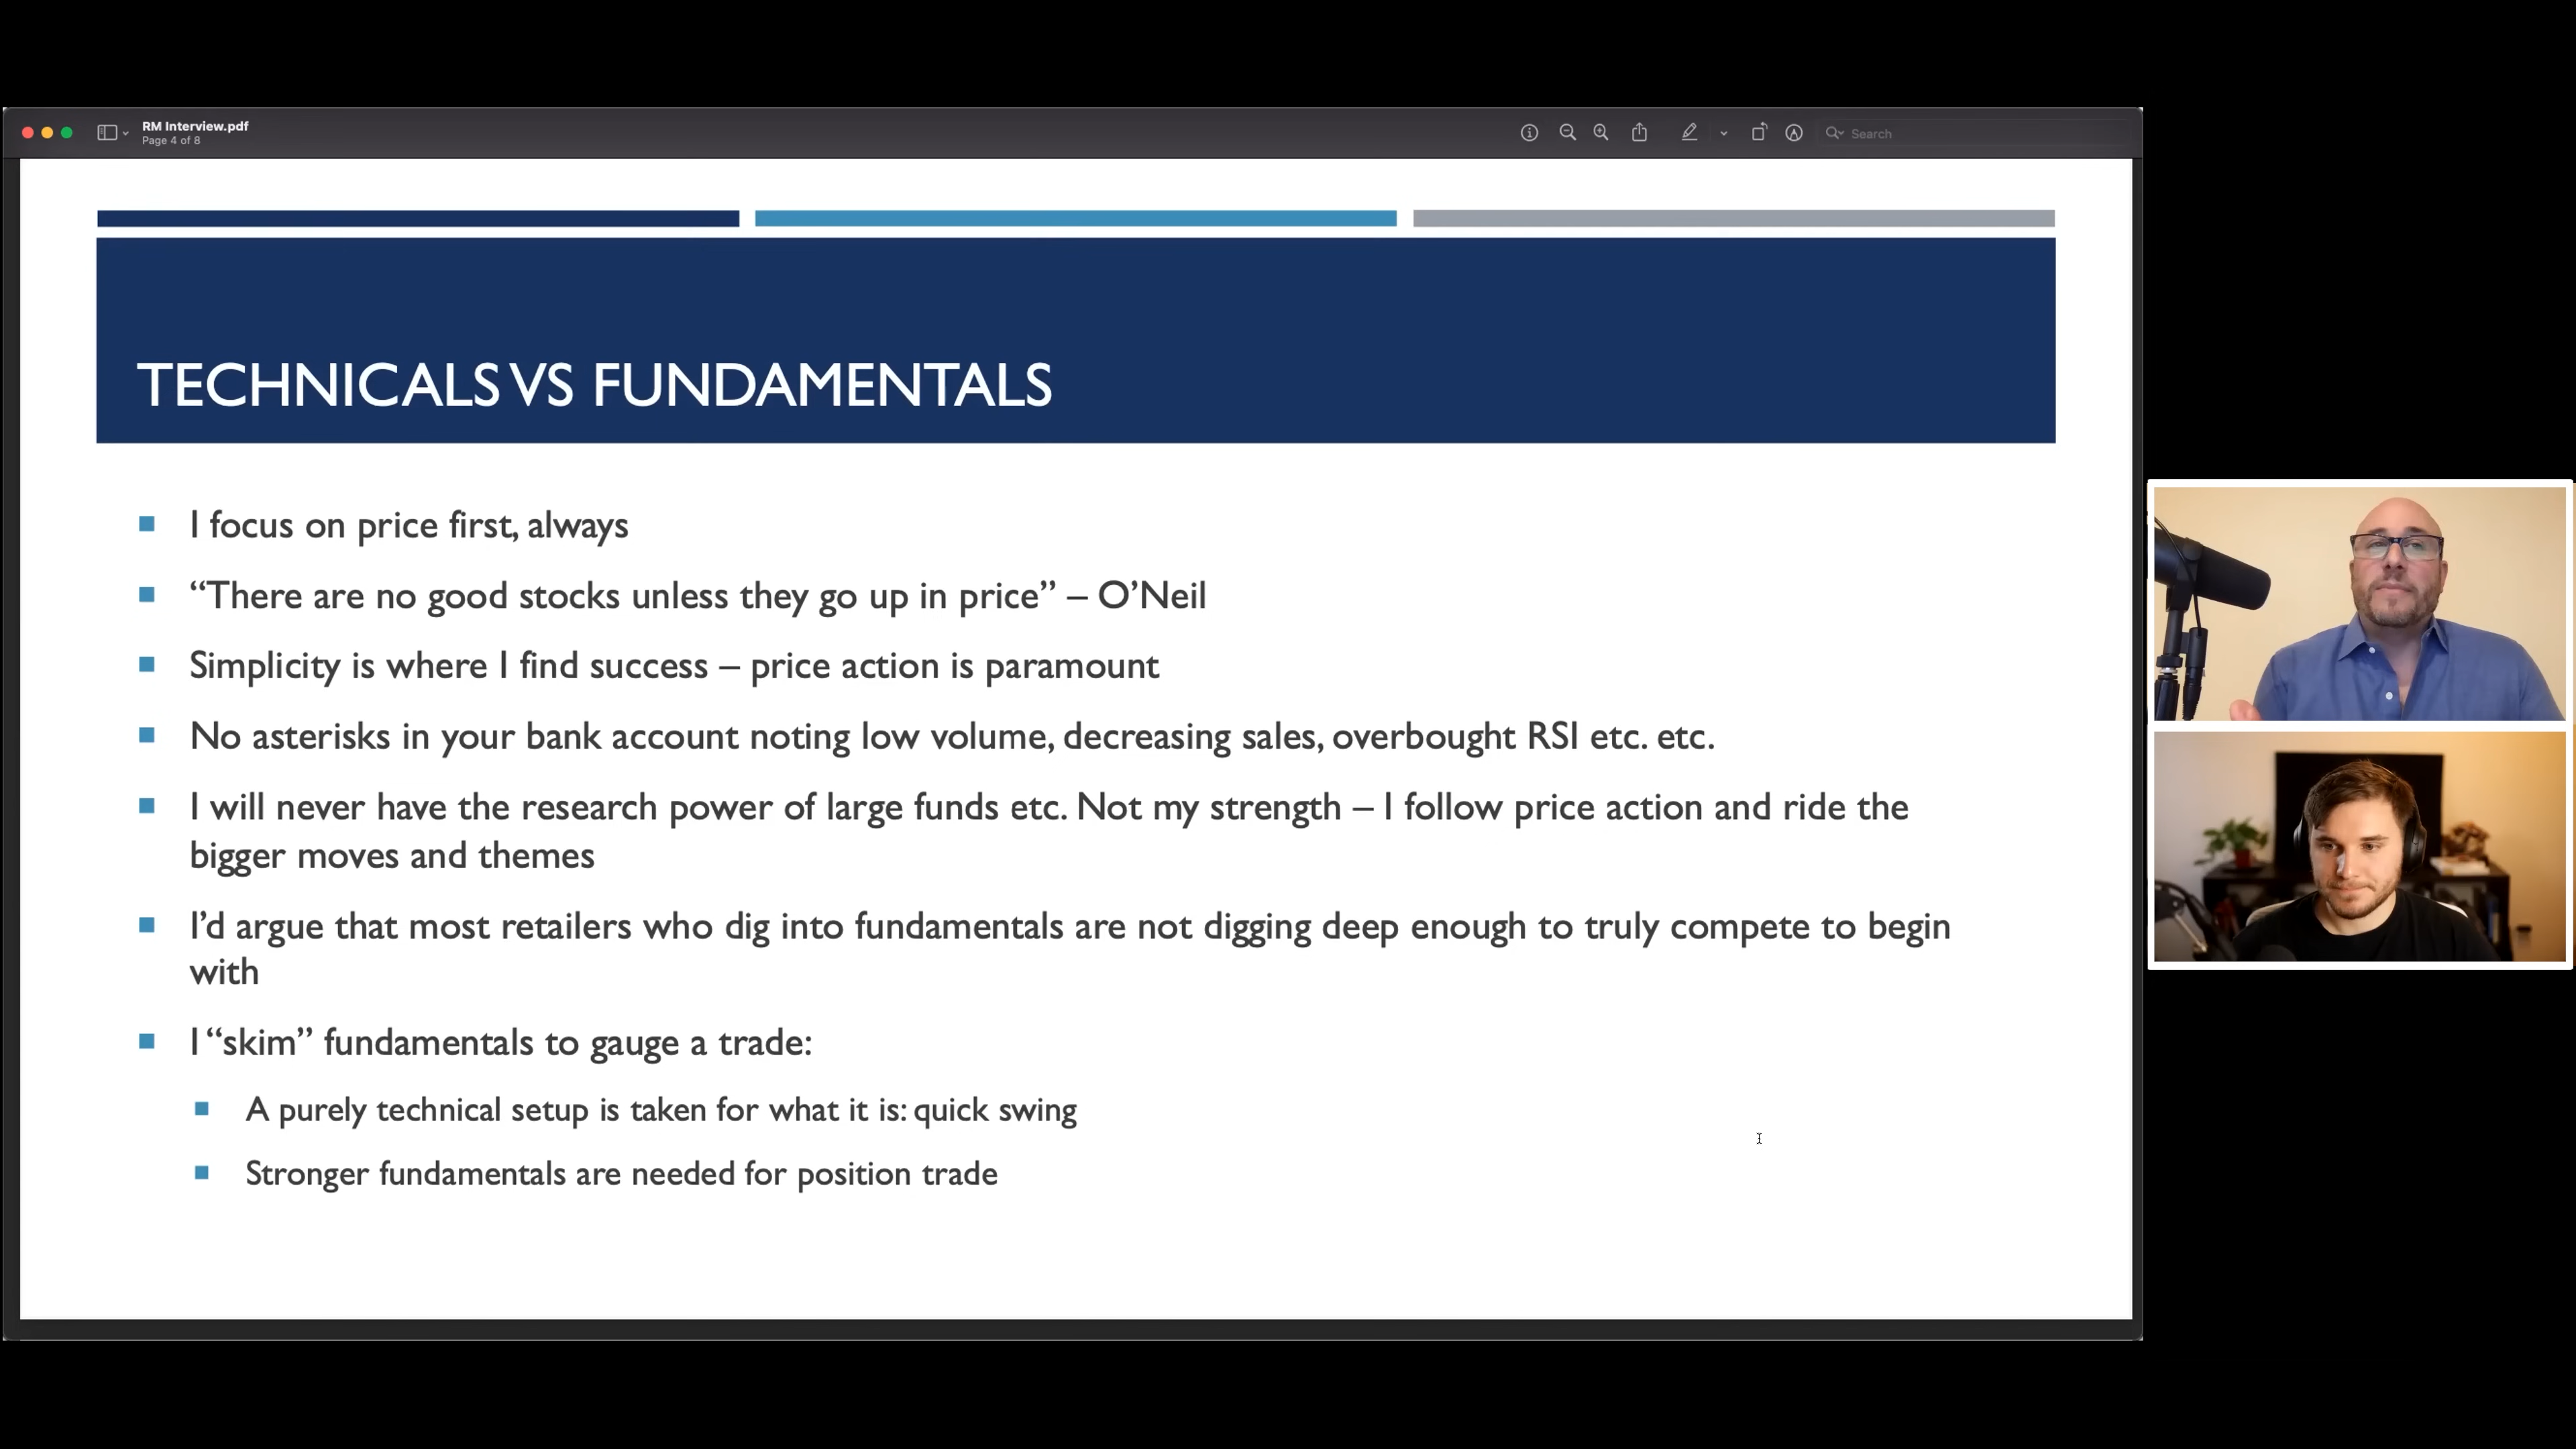 RM Interview.pdf
Page 4 of 8
Search
TECHNICALS VS FUNDAMENTALS
I focus on price first, always
“There are no good stocks unless they go up in price” – O’Neil
Simplicity is where I find success – price action is paramount
No asterisks in your bank account noting low volume, decreasing sales, overbought RSI etc. etc.
I will never have the research power of large funds etc. Not my strength – I follow price action and ride the
bigger moves and themes
I’d argue that most retailers who dig into fundamentals are not digging deep enough to truly compete to begin
with
I “skim” fundamentals to gauge a trade:
A purely technical setup is taken for what it is: quick swing
Stronger fundamentals are needed for position trade